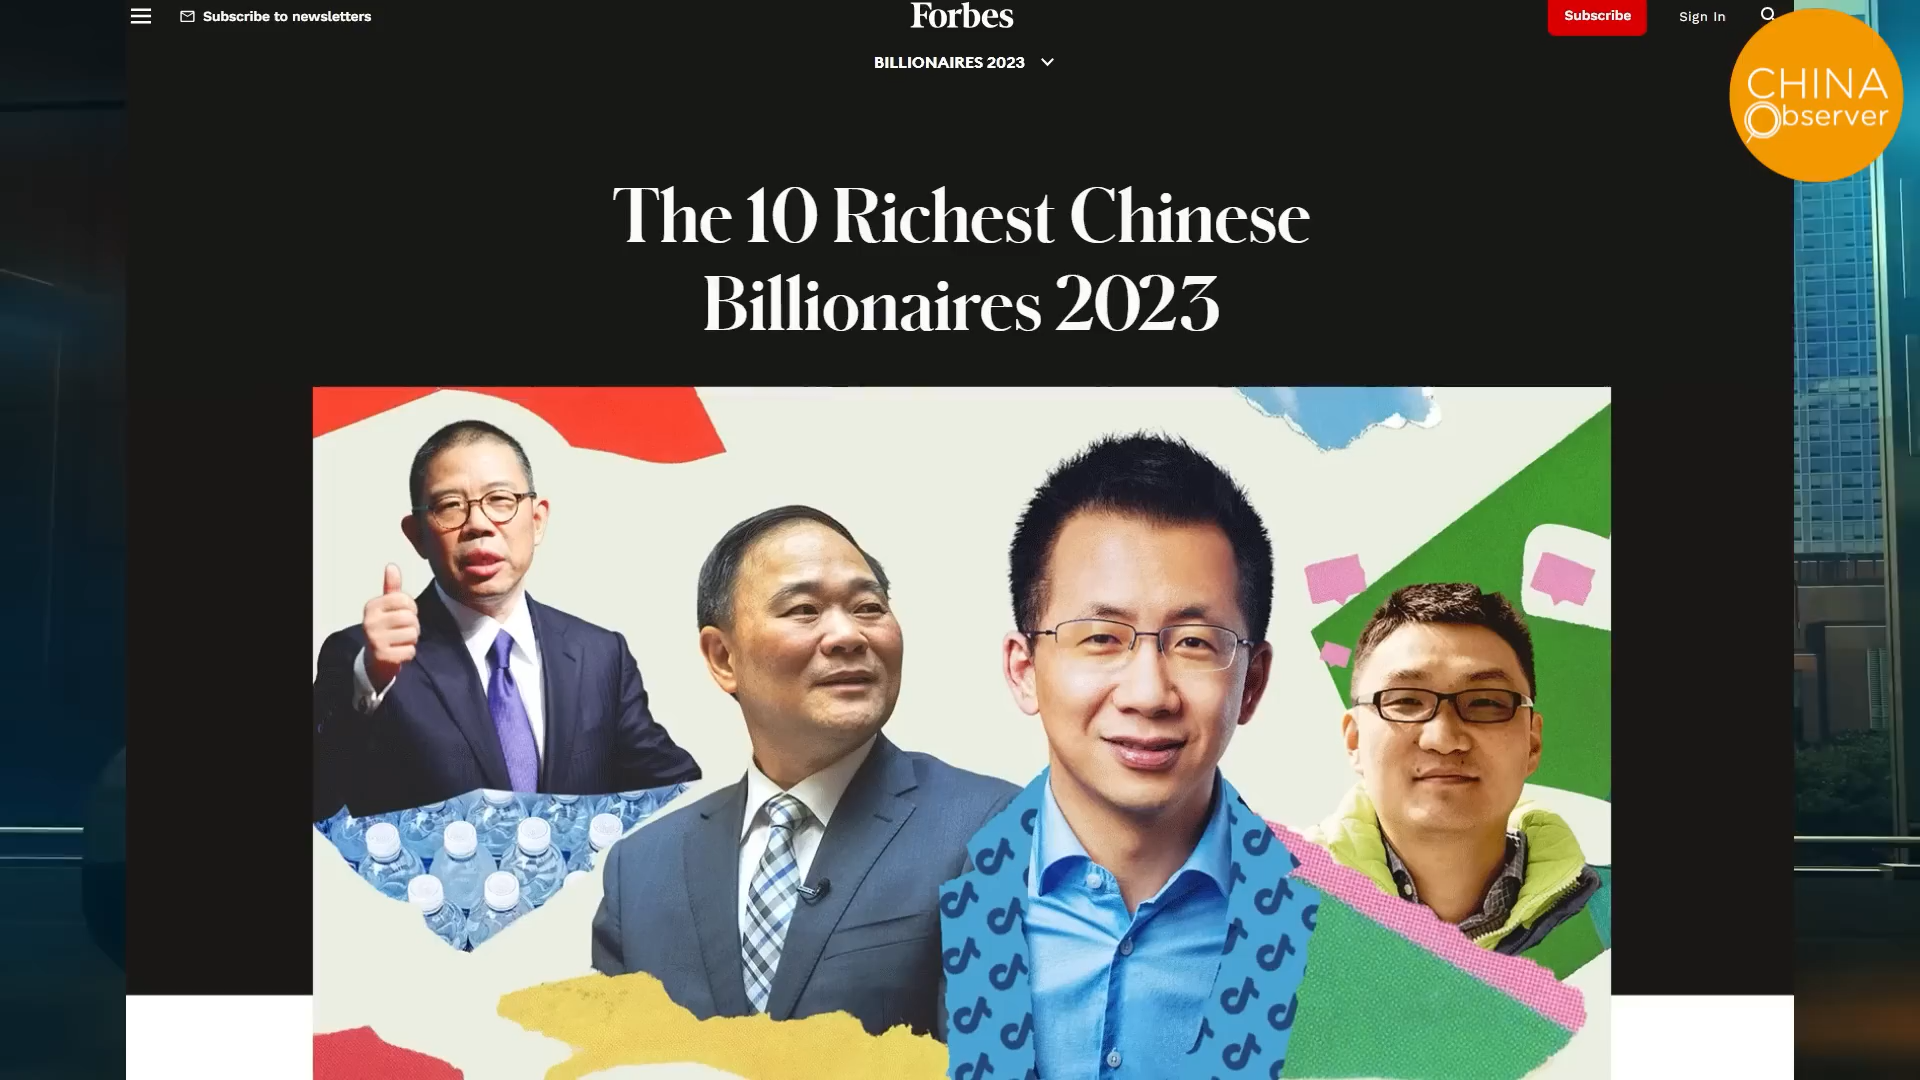 Subscribe to newsletters
Forbes
Subscribe
Sign In
BILLIONAIRES 2023
CHINA
Observer
The 10 Richest Chinese
Billionaires 2023